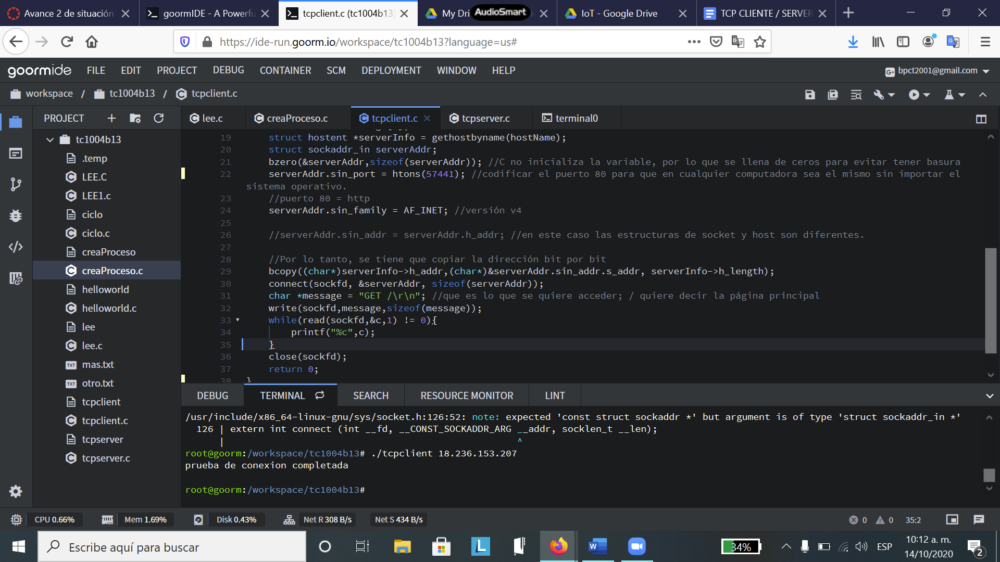 Avance 2 de situación
goormIDE - A Powerfu
tcpclient.c (tc1004b13)
My Dri
AudioSmart
IoT - Google Drive
TCP CLIENTE / SERVER
https://ide-run.goorm.io/workspace/tc1004b13?language=us#
goormide FILE EDIT PROJECT DEBUG CONTAINER SCM DEPLOYMENT WINDOW HELP
G+ bpct2001@gmail.com
workspace / tc1004b13 / tcpclient.c
PROJECT
lee.c creaProceso.c tcpclient.c tcpserver.c terminal0
tc1004b13
.temp
LEE.C
LEE1.c
ciclo
ciclo.c
creaProceso
creaProceso.c
helloworld
helloworld.c
lee
lee.c
TXT mas.txt
TXT otro.txt
tcpclient
tcpclient.c
tcpserver
tcpserver.c
19 struct hostent *serverInfo = gethostbyname(hostName);
20 struct sockaddr_in serverAddr;
21 bzero(&serverAddr,sizeof(serverAddr)); //C no inicializa la variable, por lo que se llena de ceros para evitar tener basura
22 serverAddr.sin_port = htons(57441); //codificar el puerto 80 para que en cualquier computadora sea el mismo sin importar el
sistema operativo.
23 //puerto 80 = http
24 serverAddr.sin_family = AF_INET; //versión v4
25
26 //serverAddr.sin_addr = serverAddr.h_addr; //en este caso las estructuras de socket y host son diferentes.
27
28 //Por lo tanto, se tiene que copiar la dirección bit por bit
29 bcopy((char*)serverInfo->h_addr,(char*)&serverAddr.sin_addr.s_addr, serverInfo->h_length);
30 connect(sockfd, &serverAddr, sizeof(serverAddr));
31 char *message = "GET /\r\n"; //que es lo que se quiere acceder; / quiere decir la página principal
32 write(sockfd,message,sizeof(message));
33 while(read(sockfd,&c,1) != 0){
34 printf("%c",c);
35 }
36 close(sockfd);
37 return 0;
38 }
DEBUG TERMINAL SEARCH RESOURCE MONITOR LINT
/usr/include/x86_64-linux-gnu/sys/socket.h:126:52: note: expected 'const struct sockaddr *' but argument is of type 'struct sockaddr_in *'
126 | extern int connect (int __fd, __CONST_SOCKADDR_ARG __addr, socklen_t __len);
| ^
root@goorm:/workspace/tc1004b13# ./tcpclient 18.236.153.207
prueba de conexion completada
root@goorm:/workspace/tc1004b13#
CPU 0.66% Mem 1.69% Disk 0.43% Net R 308 B/s Net S 434 B/s
0 0 35:2
Escribe aquí para buscar
L
W
34%
ESP
10:12 a. m.
14/10/2020
2